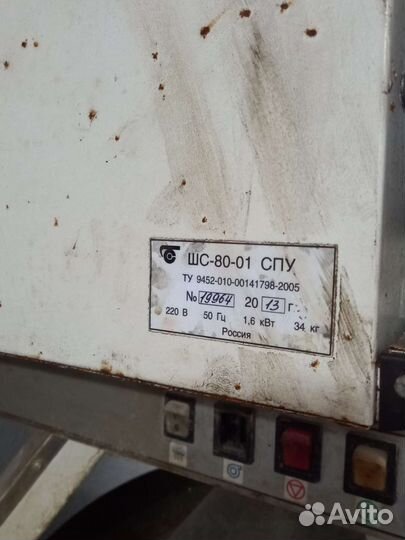 ШС-80-01 СПУ
ТУ 9452-010-00141798-2005
№ 19964 20 13 г
220 В 50 Гц 1,6 кВт 34 кг
Россия
Avito